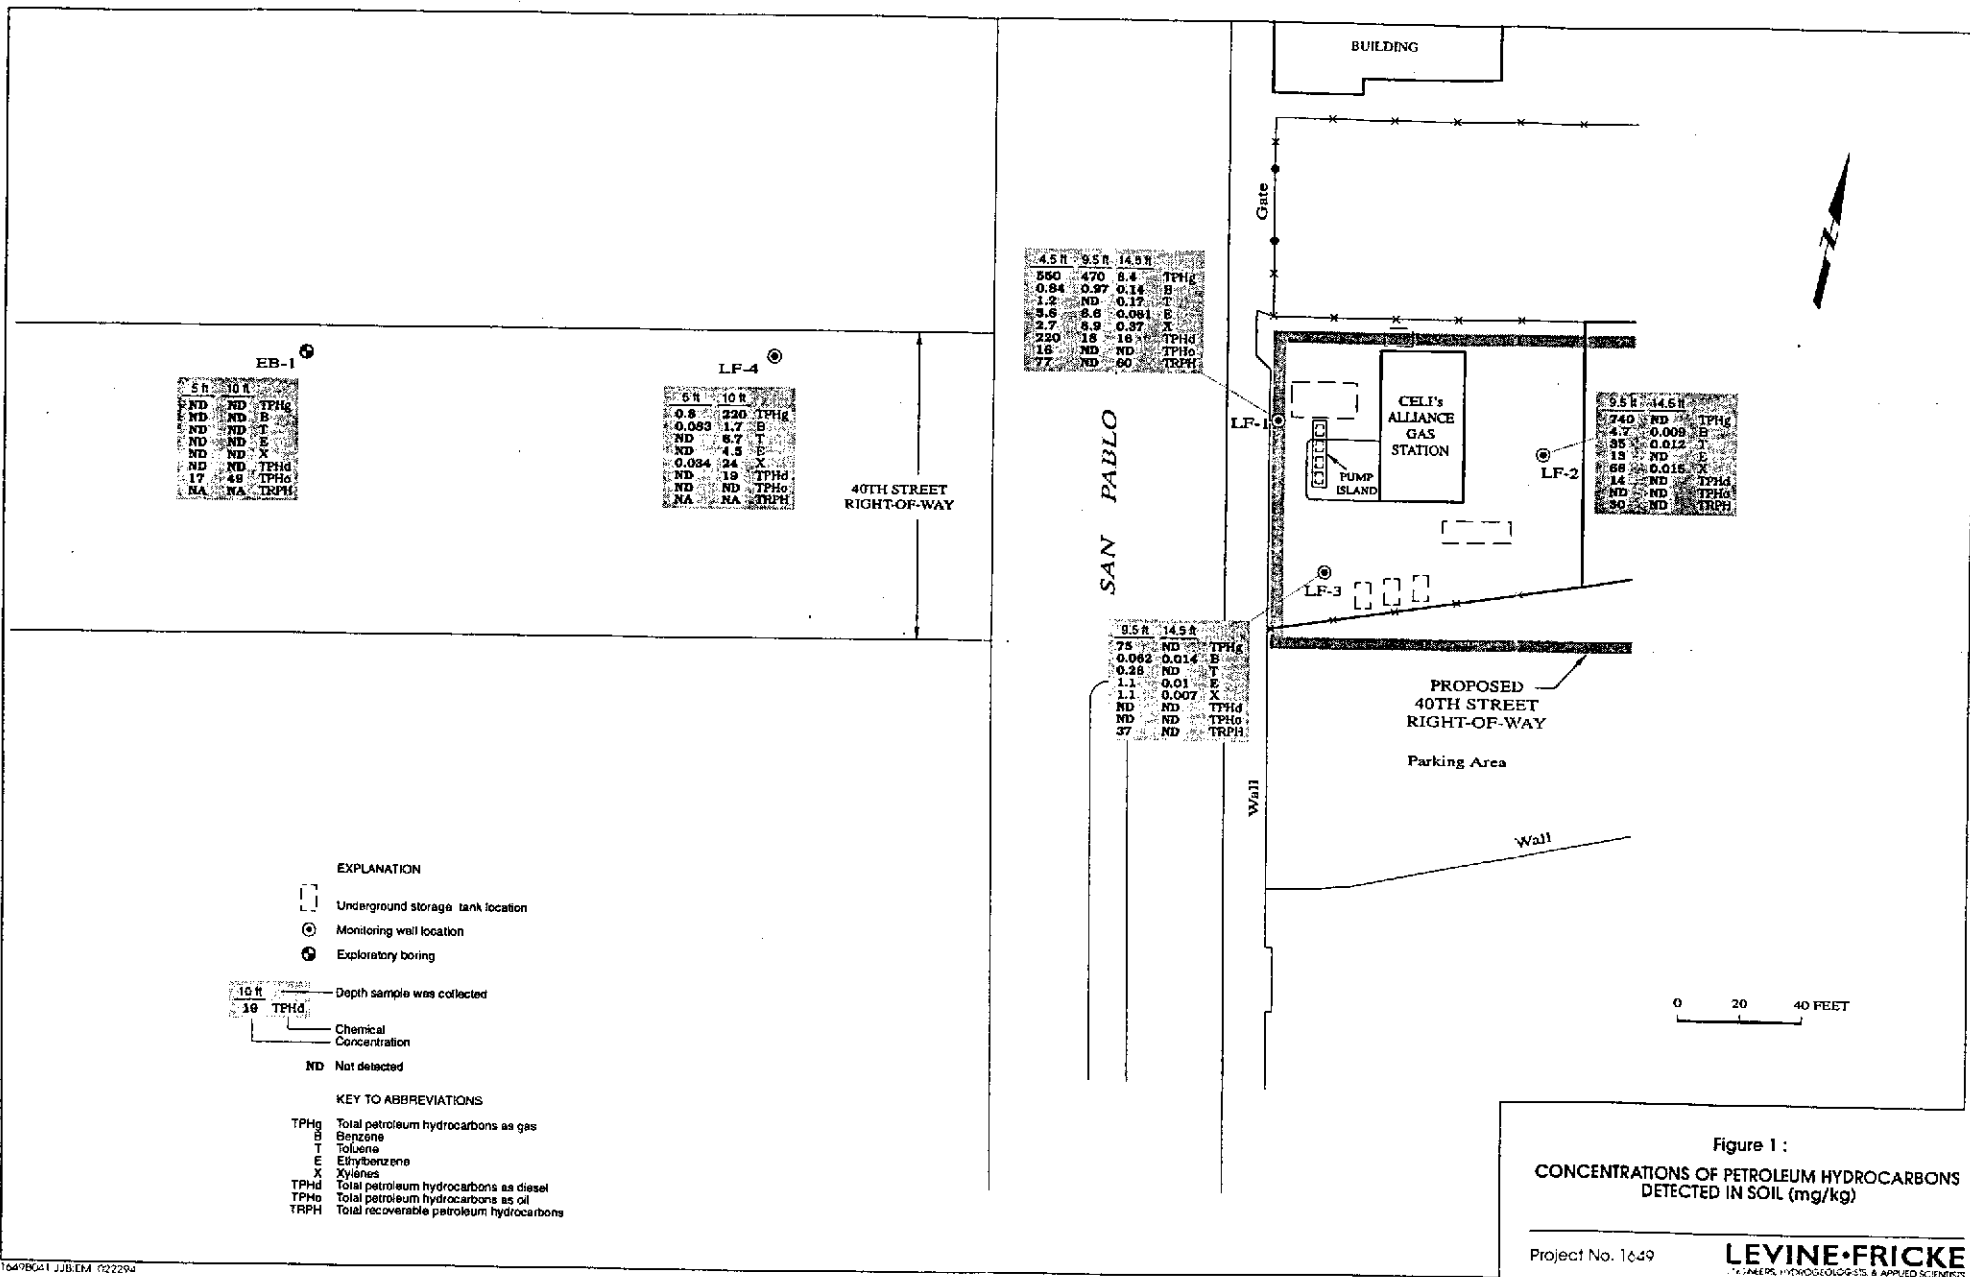 BUILDING
Gate
4.5 ft 9.5 ft 14.5 ft
550 470 8.4 TPHg
0.84 0.97 0.14 B
1.2 ND 0.17 T
8.6 0.081 E
2.7 8.9 0.37 X
220 18 16 TPHd
16 ND ND TPHo
77 ND 60 TRPH
EB-1
5 ft 10 ft
ND ND TPHg
ND ND B
ND ND T
ND ND E
ND ND X
ND ND TPHd
17 49 TPHo
NA NA TRPH
LF-4
5 ft 10 ft
0.8 220 TPHg
0.083 1.7 B
ND 6.7 T
ND 4.5 E
0.034 24 X
ND 19 TPHd
ND ND TPHo
NA NA TRPH
40TH STREET
RIGHT-OF-WAY
SAN PABLO
LF-1
CELI's
ALLIANCE
GAS
STATION
PUMP
ISLAND
LF-2
9.5 ft 14.5 ft
740 ND TPHg
4.7 0.009 B
35 0.012 T
13 ND E
68 0.015 X
14 ND TPHd
ND ND TPHo
30 ND TRPH
LF-3
9.5 ft 14.5 ft
75 ND TPHg
0.062 0.014 B
0.28 ND T
1.1 0.01 E
1.1 0.007 X
ND ND TPHd
ND ND TPHo
37 ND TRPH
PROPOSED
40TH STREET
RIGHT-OF-WAY
Parking Area
Wall
Wall
EXPLANATION
Underground storage tank location
Monitoring well location
Exploratory boring
10 ft Depth sample was collected
19 TPHd
Chemical
Concentration
ND Not detected
KEY TO ABBREVIATIONS
TPHg Total petroleum hydrocarbons as gas
B Benzene
T Toluene
E Ethylbenzene
X Xylenes
TPHd Total petroleum hydrocarbons as diesel
TPHo Total petroleum hydrocarbons as oil
TRPH Total recoverable petroleum hydrocarbons
0 20 40 FEET
Figure 1 :
CONCENTRATIONS OF PETROLEUM HYDROCARBONS
DETECTED IN SOIL (mg/kg)
Project No. 1649
LEVINE•FRICKE
ENGINEERS, HYDROGEOLOGISTS, & APPLIED SCIENTISTS
1649B041 JJB:EM 022294